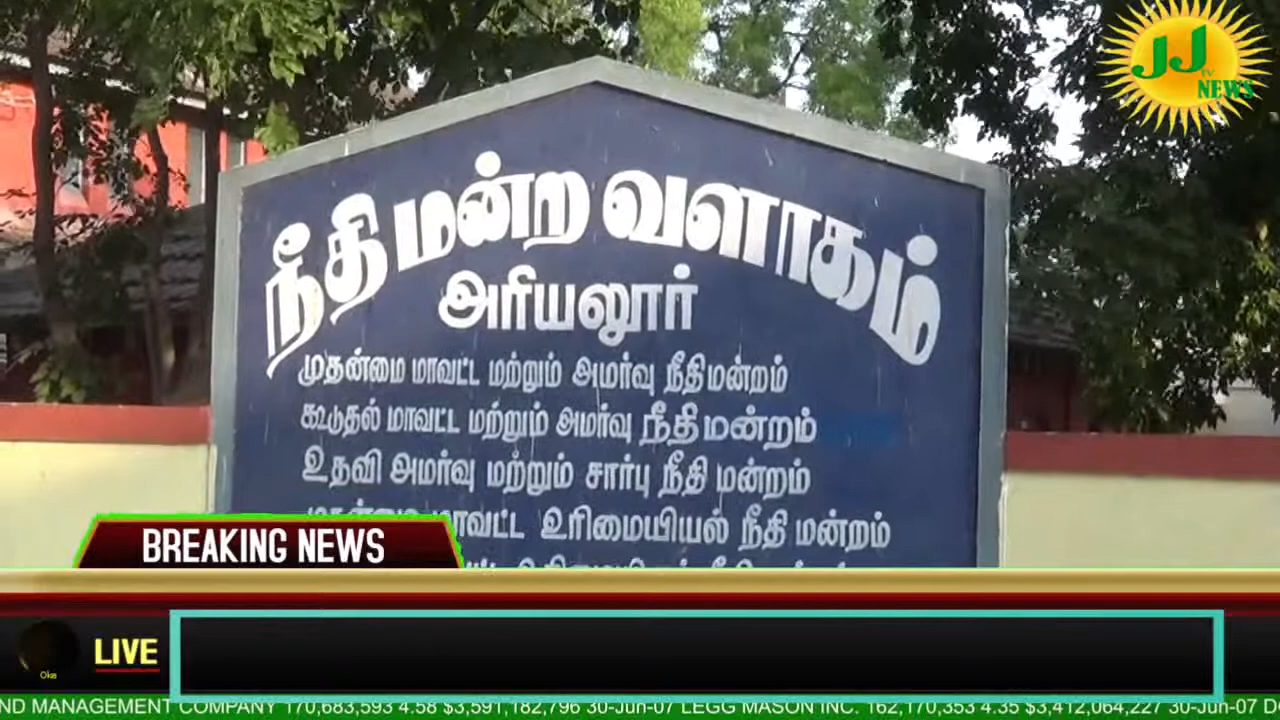 JJ
TV
NEWS
நீதி மன்ற வளாகம்
அரியலூர்
முதன்மை மாவட்ட மற்றும் அமர்வு நீதிமன்றம்
கூடுதல் மாவட்ட மற்றும் அமர்வு நீதி மன்றம்
உதவி அமர்வு மற்றும் சார்பு நீதி மன்றம்
முதன்மை மாவட்ட உரிமையியல் நீதி மன்றம்
BREAKING NEWS
LIVE
Oke
ND MANAGEMENT COMPANY 170,683,593 4.58 $3,591,182,796 30-Jun-07 LEGG MASON INC. 162,170,353 4.35 $3,412,064,227 30-Jun-07